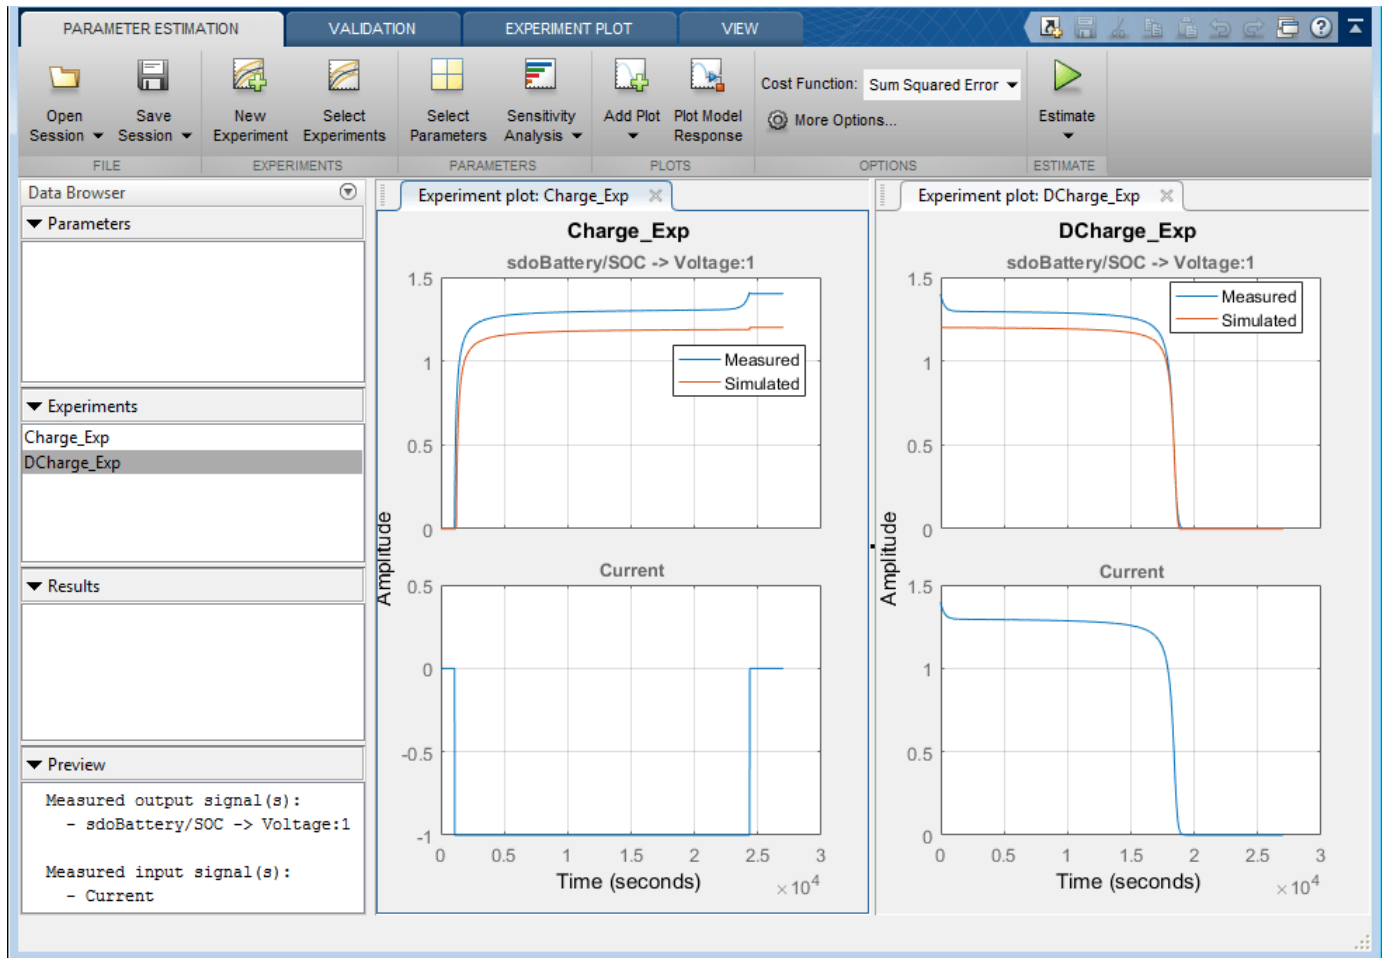 PARAMETER ESTIMATION VALIDATION EXPERIMENT PLOT VIEW
Open Session
Save Session
New Experiment
Select Experiments
Select Parameters
Sensitivity Analysis
Add Plot
Plot Model Response
Cost Function: Sum Squared Error
More Options...
Estimate
FILE EXPERIMENTS PARAMETERS PLOTS OPTIONS ESTIMATE
Data Browser
Parameters
Experiments
Charge_Exp
DCharge_Exp
Results
Preview
Measured output signal(s):
- sdoBattery/SOC -> Voltage:1
Measured input signal(s):
- Current
Experiment plot: Charge_Exp
Charge_Exp
sdoBattery/SOC -> Voltage:1
1.5
1
0.5
0
Measured
Simulated
Amplitude
Current
0.5
0
-0.5
-1
0 0.5 1 1.5 2 2.5 3
Time (seconds)
×10⁴
Experiment plot: DCharge_Exp
DCharge_Exp
sdoBattery/SOC -> Voltage:1
1.5
1
0.5
0
Measured
Simulated
Amplitude
Current
1.5
1
0.5
0
0 0.5 1 1.5 2 2.5 3
Time (seconds)
×10⁴